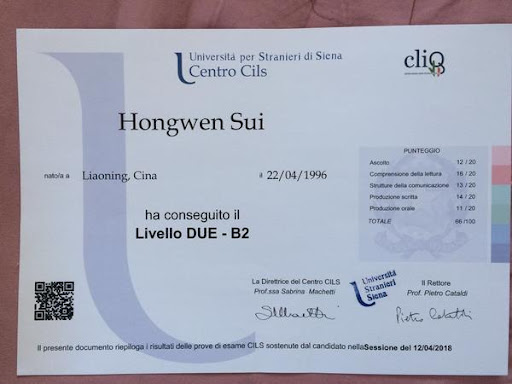 Università per Stranieri di Siena
Centro Cils
cliQ
Hongwen Sui
nato/a a Liaoning, Cina il 22/04/1996
ha conseguito il
Livello DUE - B2
PUNTEGGIO
Ascolto 12 / 20
Comprensione della lettura 16 / 20
Strutture della comunicazione 13 / 20
Produzione scritta 14 / 20
Produzione orale 11 / 20
TOTALE 66 /100
La Direttrice del Centro CILS
Prof.ssa Sabrina Machetti
Università
Stranieri
Siena
Il Rettore
Prof. Pietro Cataldi
Pietro Cataldi
Il presente documento riepiloga i risultati delle prove di esame CILS sostenute dal candidato nella Sessione del 12/04/2018